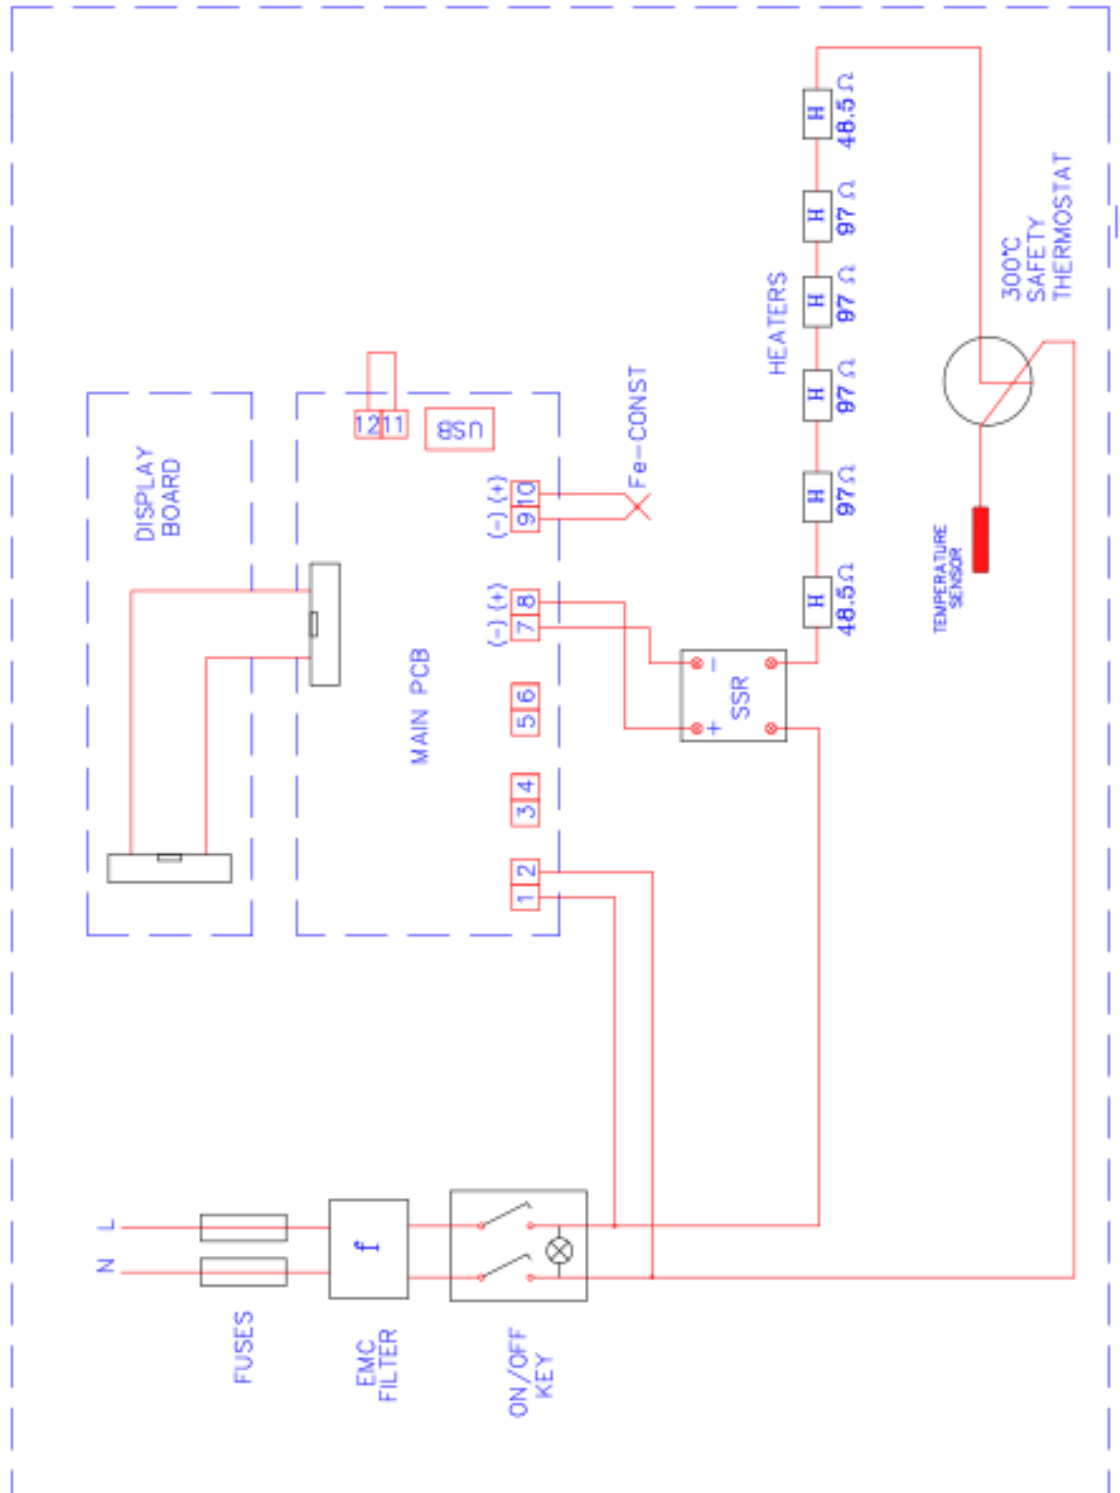 N L
DISPLAY
BOARD
FUSES
EMC
FILTER
f
12 11
MAIN PCB
USB
ON/OFF
KEY
(-) (+)
(-) (+)
1 2
3 4
5 6
7 8
9 10
Fe-CONST
+ −
SSR
HEATERS
H H H H H H
48.5Ω 97Ω 97Ω 97Ω 97Ω 48.5Ω
TEMPERATURE
SENSOR
300°C
SAFETY
THERMOSTAT